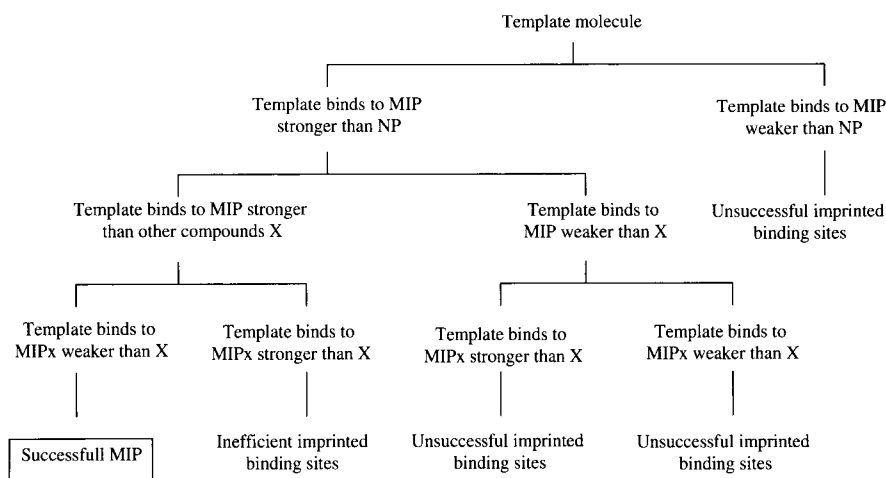 Template molecule
Template binds to MIP
stronger than NP
Template binds to MIP
weaker than NP
Template binds to MIP stronger
than other compounds X
Template binds to
MIP weaker than X
Unsuccessful imprinted
binding sites
Template binds to
MIPx weaker than X
Template binds to
MIPx stronger than X
Template binds to
MIPx stronger than X
Template binds to
MIPx weaker than X
Successfull MIP
Inefficient imprinted
binding sites
Unsuccessful imprinted
binding sites
Unsuccessful imprinted
binding sites